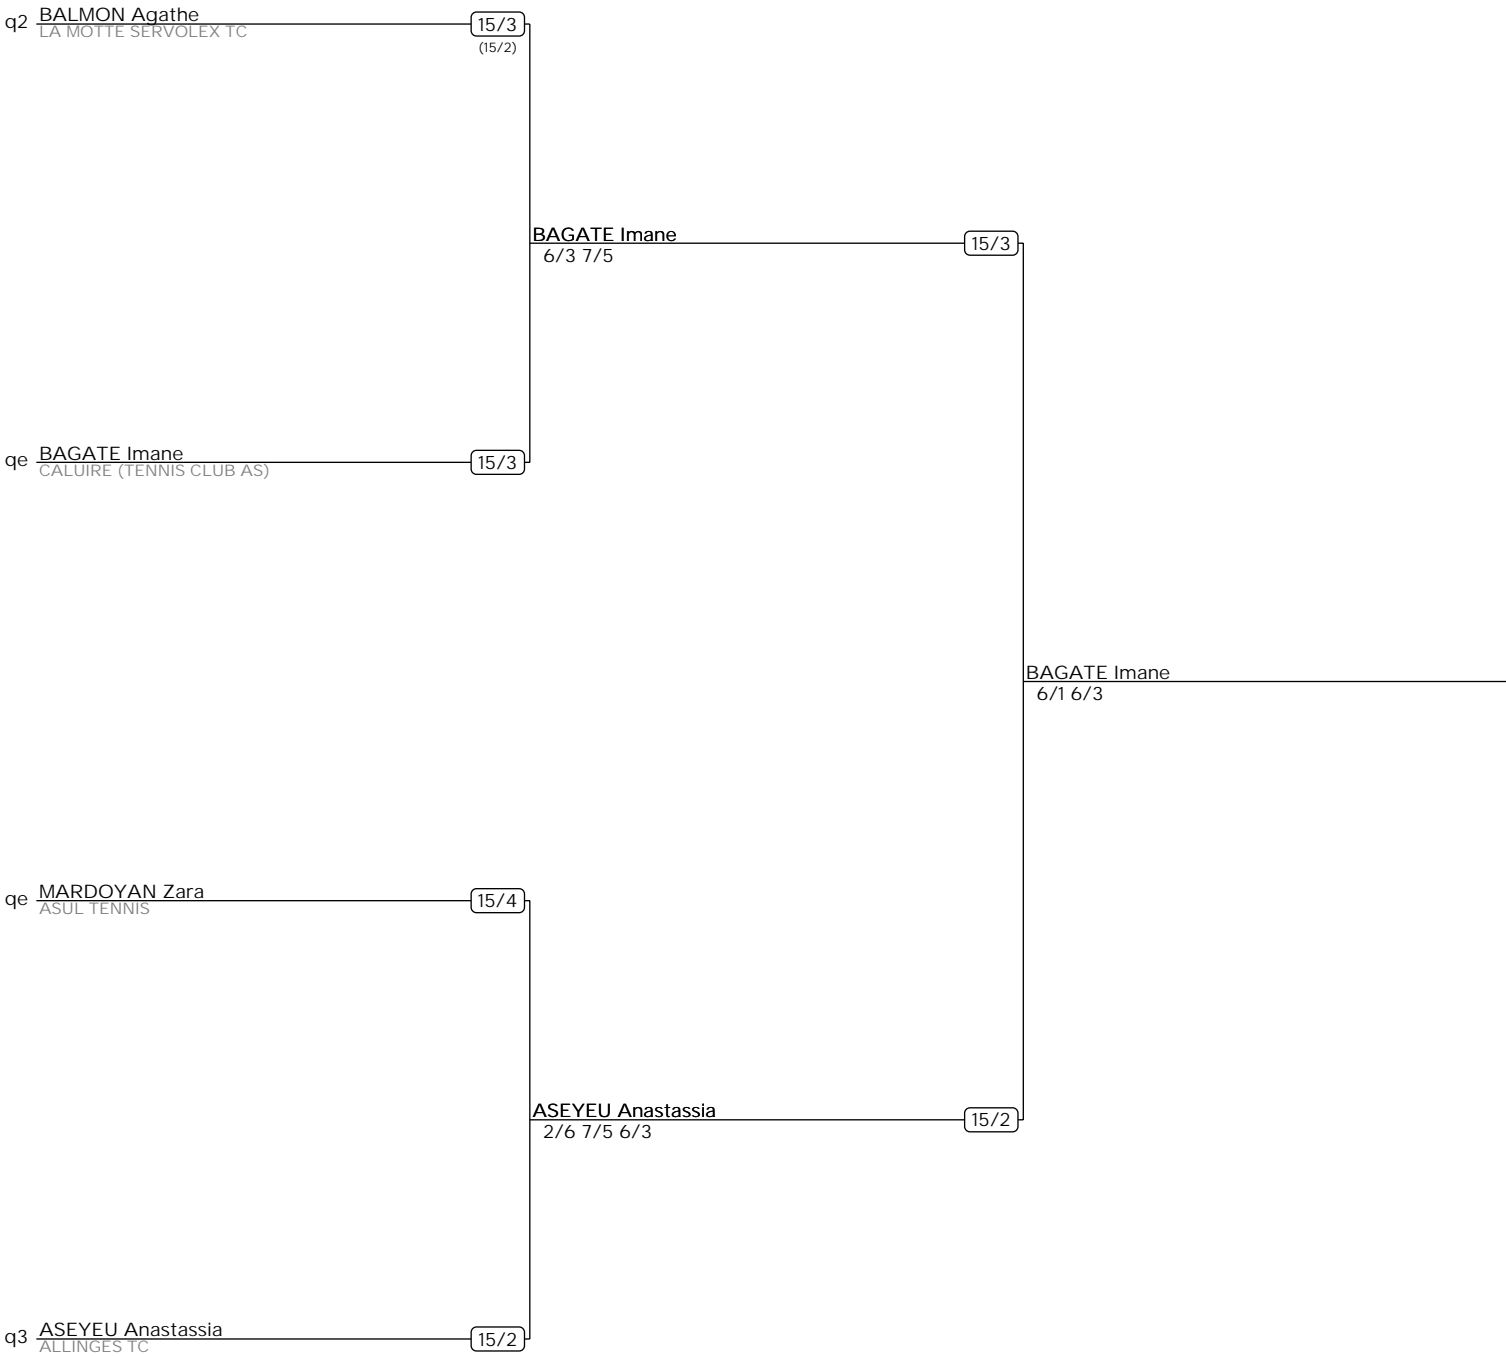 q2 BALMON Agathe 15/3
LA MOTTE SERVOLEX TC
(15/2)
BAGATE Imane 15/3
6/3 7/5
qe BAGATE Imane 15/3
CALUIRE (TENNIS CLUB AS)
BAGATE Imane
6/1 6/3
qe MARDOYAN Zara 15/4
ASUL TENNIS
ASEYEU Anastassia 15/2
2/6 7/5 6/3
q3 ASEYEU Anastassia 15/2
ALLINGES TC